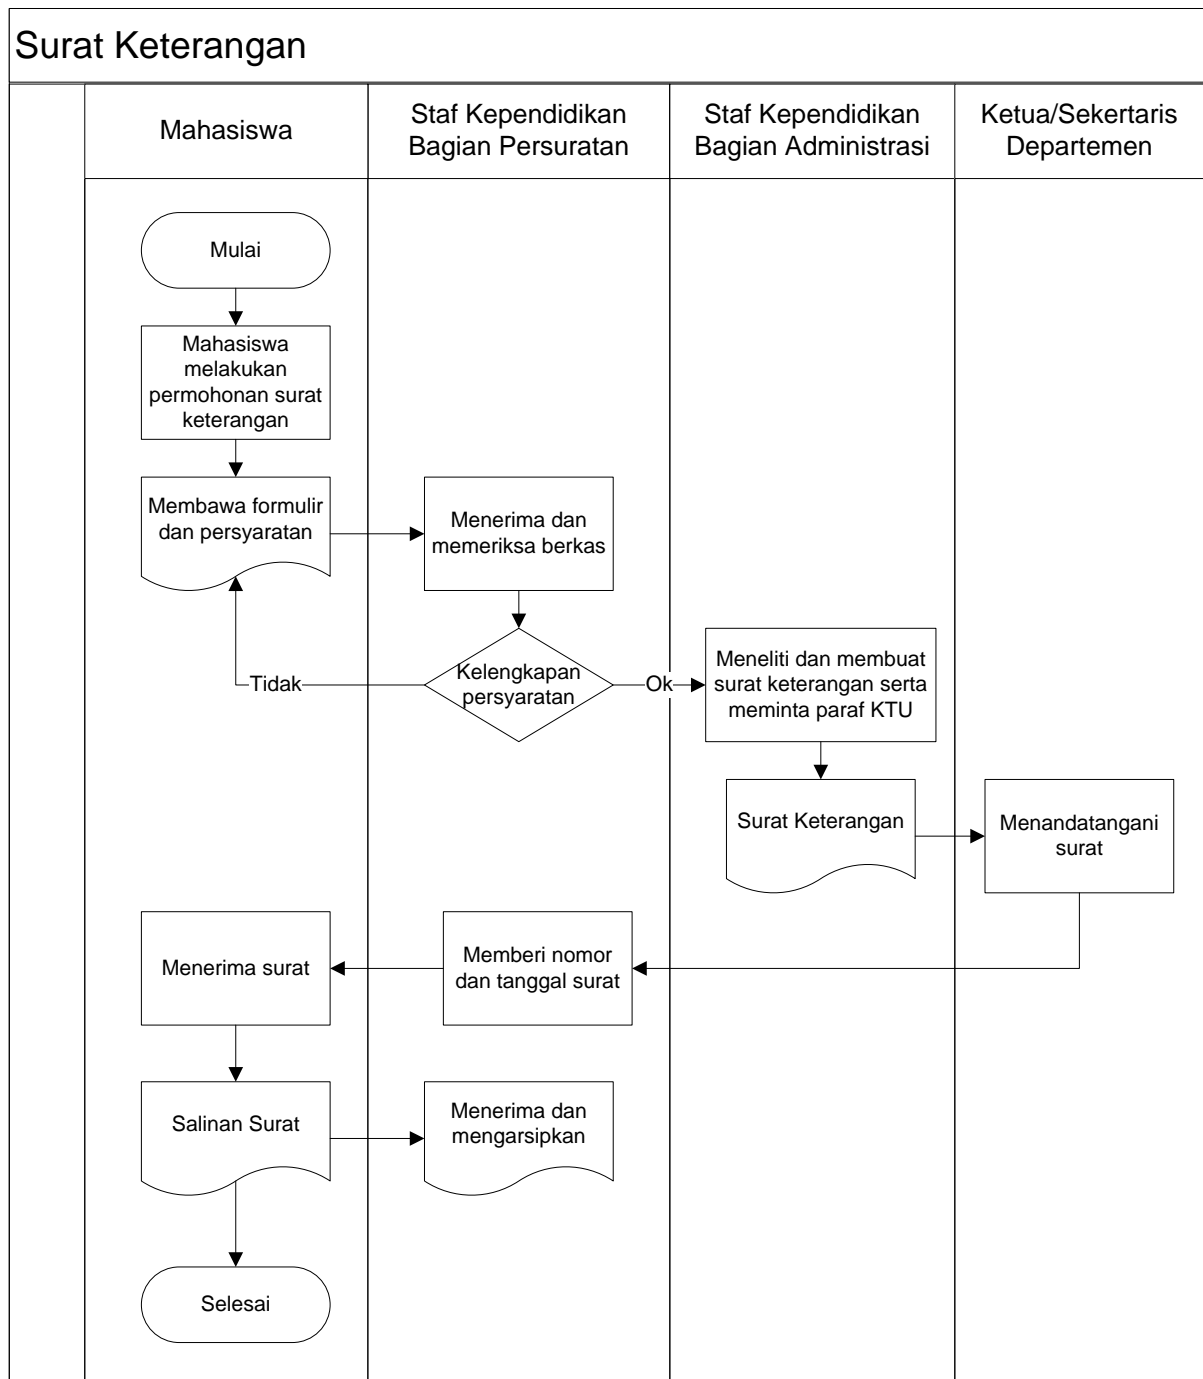 Surat Keterangan
Mahasiswa
Staf Kependidikan
Bagian Persuratan
Staf Kependidikan
Bagian Administrasi
Ketua/Sekertaris
Departemen
Mulai
Mahasiswa
melakukan
permohonan surat
keterangan
Membawa formulir
dan persyaratan
Menerima dan
memeriksa berkas
Kelengkapan
persyaratan
Tidak
Ok
Meneliti dan membuat
surat keterangan serta
meminta paraf KTU
Surat Keterangan
Menandatangani
surat
Memberi nomor
dan tanggal surat
Menerima surat
Salinan Surat
Menerima dan
mengarsipkan
Selesai